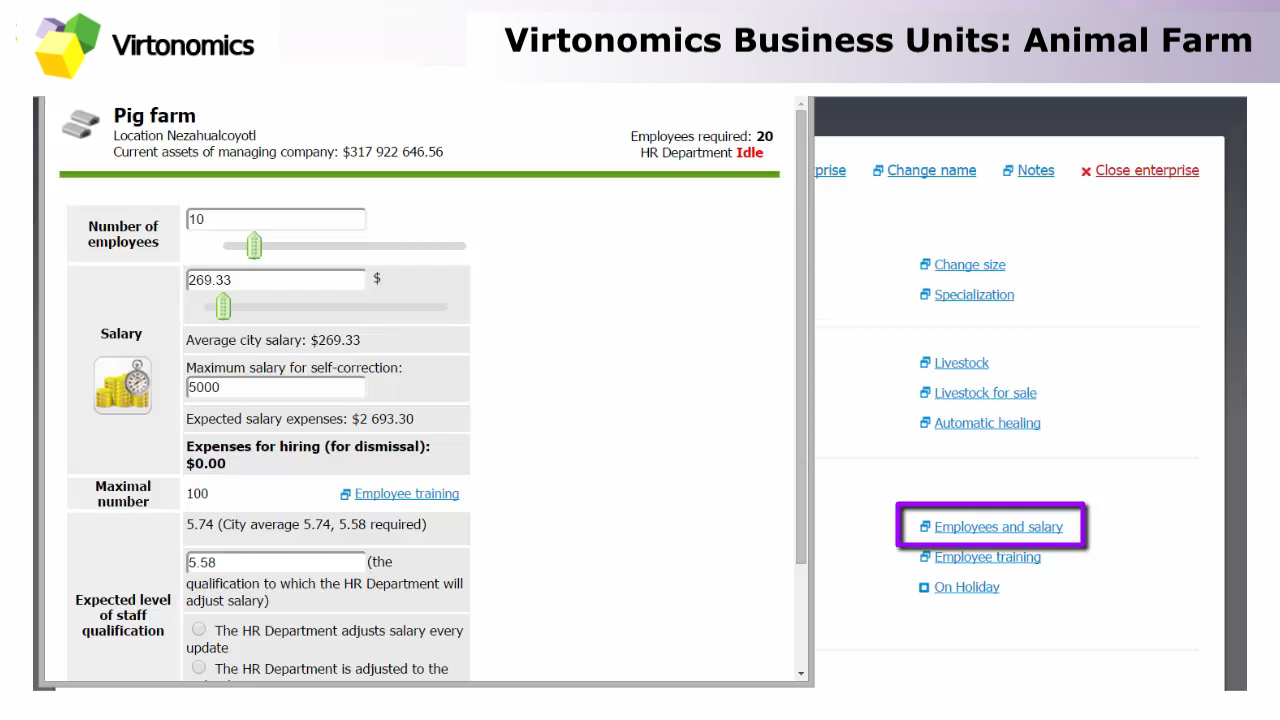 Virtonomics
Virtonomics Business Units: Animal Farm
Pig farm
Location Nezahualcoyotl
Current assets of managing company: $317 922 646.56
Employees required: 20
HR Department Idle
Number of
employees
10
Salary
269.33 $
Average city salary: $269.33
Maximum salary for self-correction:
5000
Expected salary expenses: $2 693.30
Expenses for hiring (for dismissal):
$0.00
Maximal
number
100
Employee training
Expected level
of staff
qualification
5.74 (City average 5.74, 5.58 required)
5.58 (the
qualification to which the HR Department will
adjust salary)
The HR Department adjusts salary every
update
The HR Department is adjusted to the
prise
Change name
Notes
Close enterprise
Change size
Specialization
Livestock
Livestock for sale
Automatic healing
Employees and salary
Employee training
On Holiday